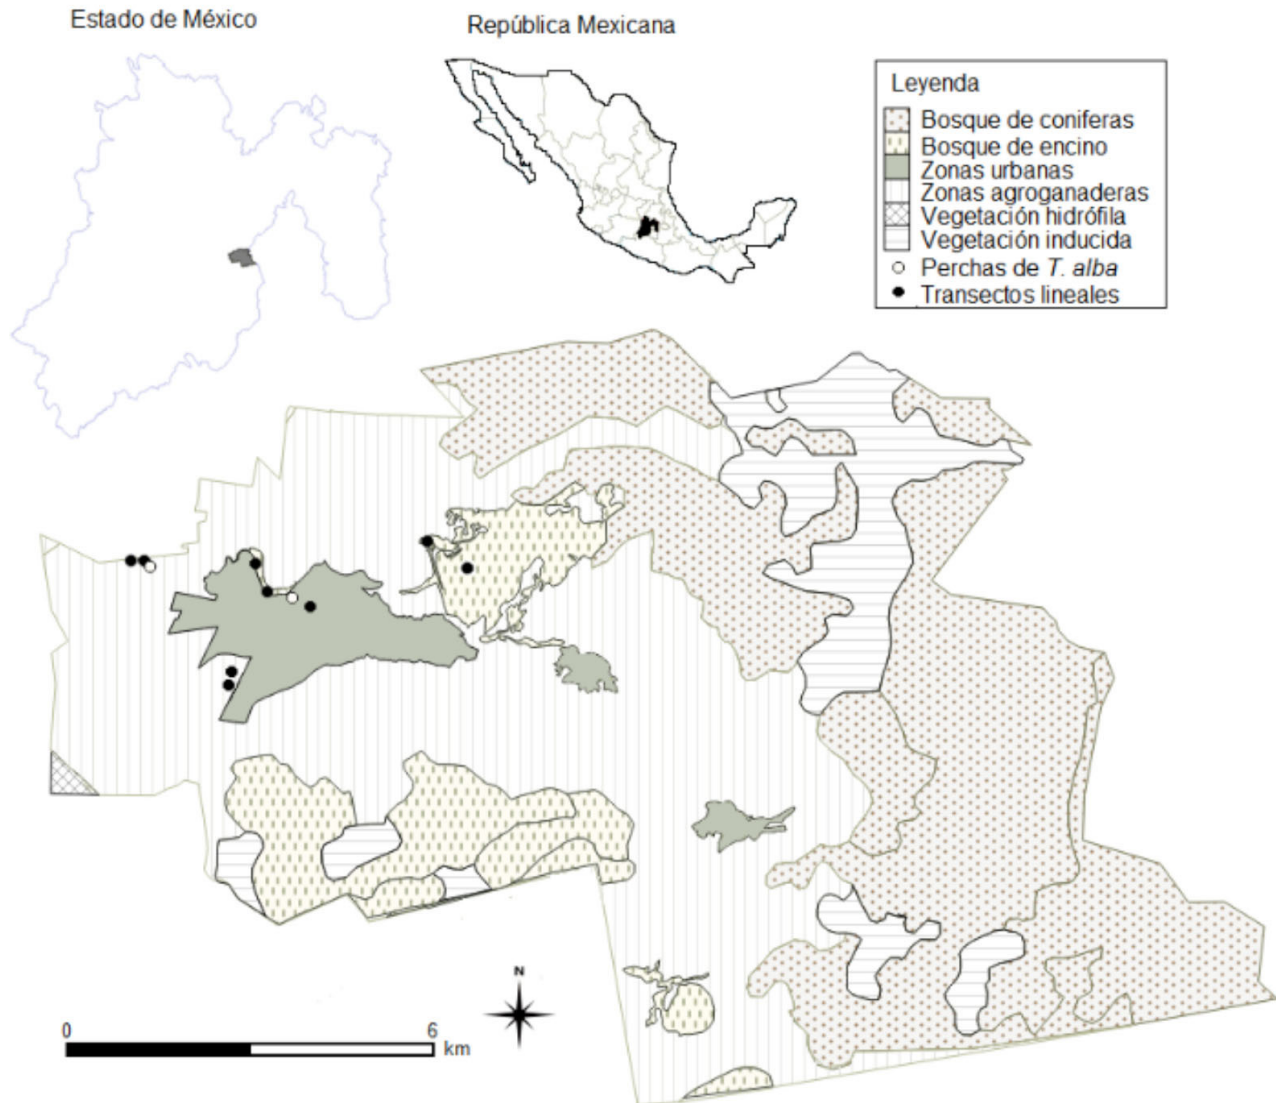 Estado de México
República Mexicana
Leyenda
Bosque de coniferas
Bosque de encino
Zonas urbanas
Zonas agroganaderas
Vegetación hidrófila
Vegetación inducida
Perchas de T. alba
Transectos lineales
N
0
6
km